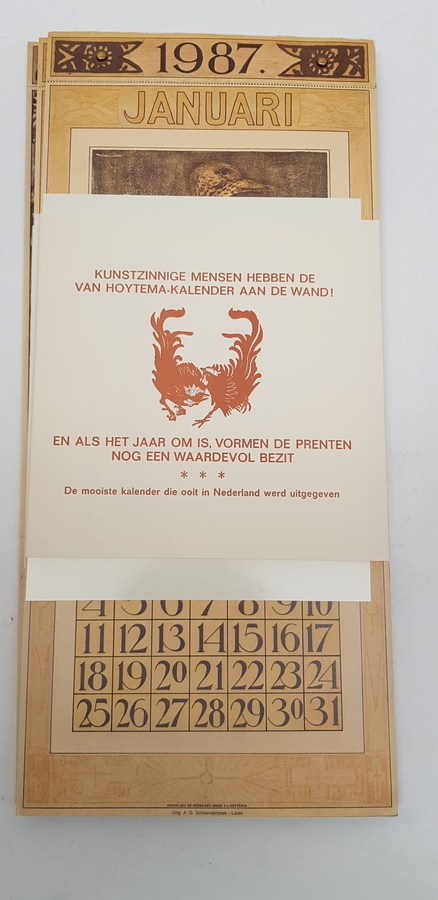 1987.
JANUARI
KUNSTZINNIGE MENSEN HEBBEN DE
VAN HOYTEMA-KALENDER AAN DE WAND!
EN ALS HET JAAR OM IS, VORMEN DE PRENTEN
NOG EEN WAARDEVOL BEZIT
* * *
De mooiste kalender die ooit in Nederland werd uitgegeven
4 5 6 7 8 9 10
11 12 13 14 15 16 17
18 19 20 21 22 23 24
25 26 27 28 29 30 31
Uitg. A. G. Schoonderbeek - Laren